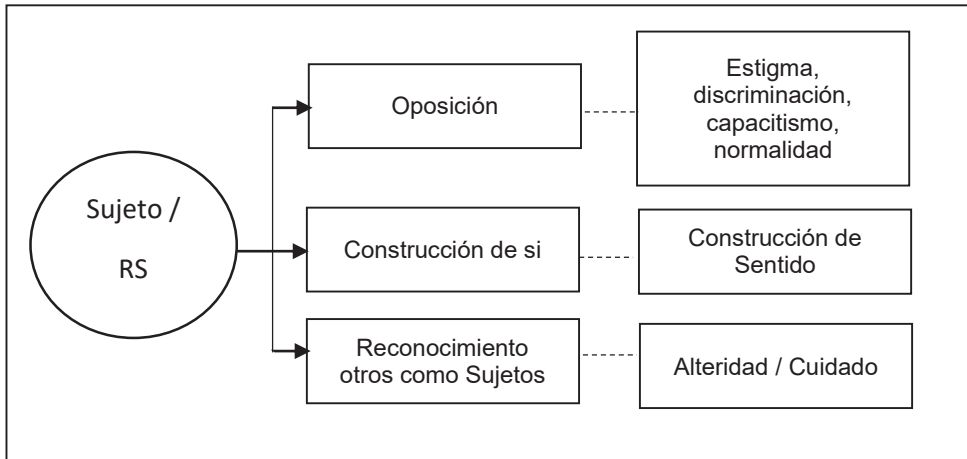 Sujeto /
RS
Oposición
Estigma,
discriminación,
capacitismo,
normalidad
Construcción de si
Construcción de
Sentido
Reconocimiento
otros como Sujetos
Alteridad / Cuidado